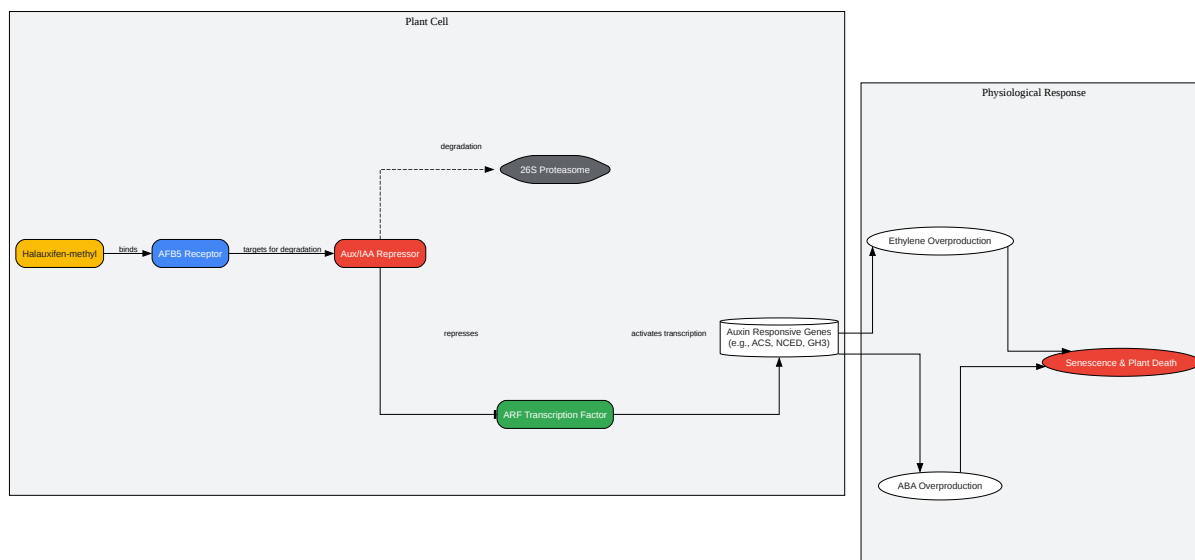 Plant Cell
Physiological Response
degradation
26S Proteasome
Halauxifen-methyl
binds
AFB5 Receptor
targets for degradation
Aux/IAA Repressor
Ethylene Overproduction
represses
activates transcription
Auxin Responsive Genes
(e.g., ACS, NCED, GH3)
Senescence & Plant Death
ARF Transcription Factor
ABA Overproduction